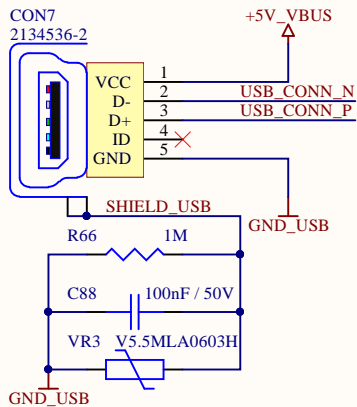 CON7
2134536-2
+5V_VBUS
VCC 1
D- 2 USB_CONN_N
D+ 3 USB_CONN_P
ID 4
GND 5
SHIELD_USB
GND_USB
R66 1M
C88 100nF / 50V
VR3 V5.5MLA0603H
GND_USB